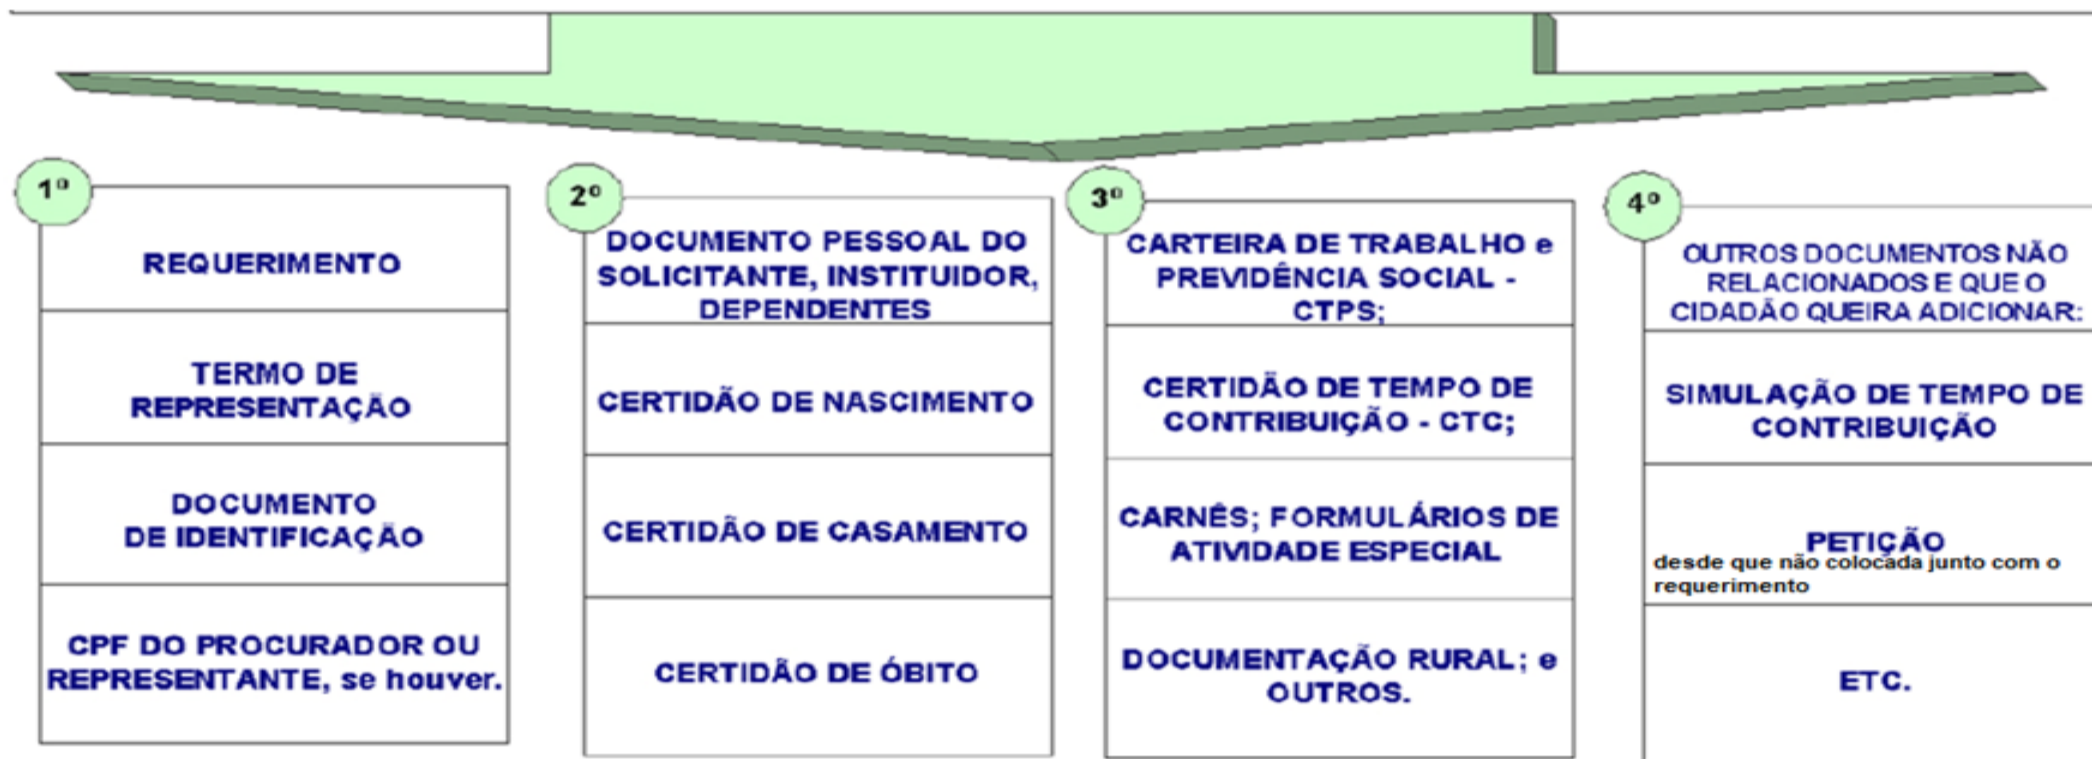 1º
REQUERIMENTO
TERMO DE
REPRESENTAÇÃO
DOCUMENTO
DE IDENTIFICAÇÃO
CPF DO PROCURADOR OU
REPRESENTANTE, se houver.
2º
DOCUMENTO PESSOAL DO
SOLICITANTE, INSTITUIDOR,
DEPENDENTES
CERTIDÃO DE NASCIMENTO
CERTIDÃO DE CASAMENTO
CERTIDÃO DE ÓBITO
3º
CARTEIRA DE TRABALHO e
PREVIDÊNCIA SOCIAL -
CTPS;
CERTIDÃO DE TEMPO DE
CONTRIBUIÇÃO - CTC;
CARNÊS; FORMULÁRIOS DE
ATIVIDADE ESPECIAL
DOCUMENTAÇÃO RURAL; e
OUTROS.
4º
OUTROS DOCUMENTOS NÃO
RELACIONADOS E QUE O
CIDADÃO QUEIRA ADICIONAR:
SIMULAÇÃO DE TEMPO DE
CONTRIBUIÇÃO
PETIÇÃO
desde que não colocada junto com o
requerimento
ETC.